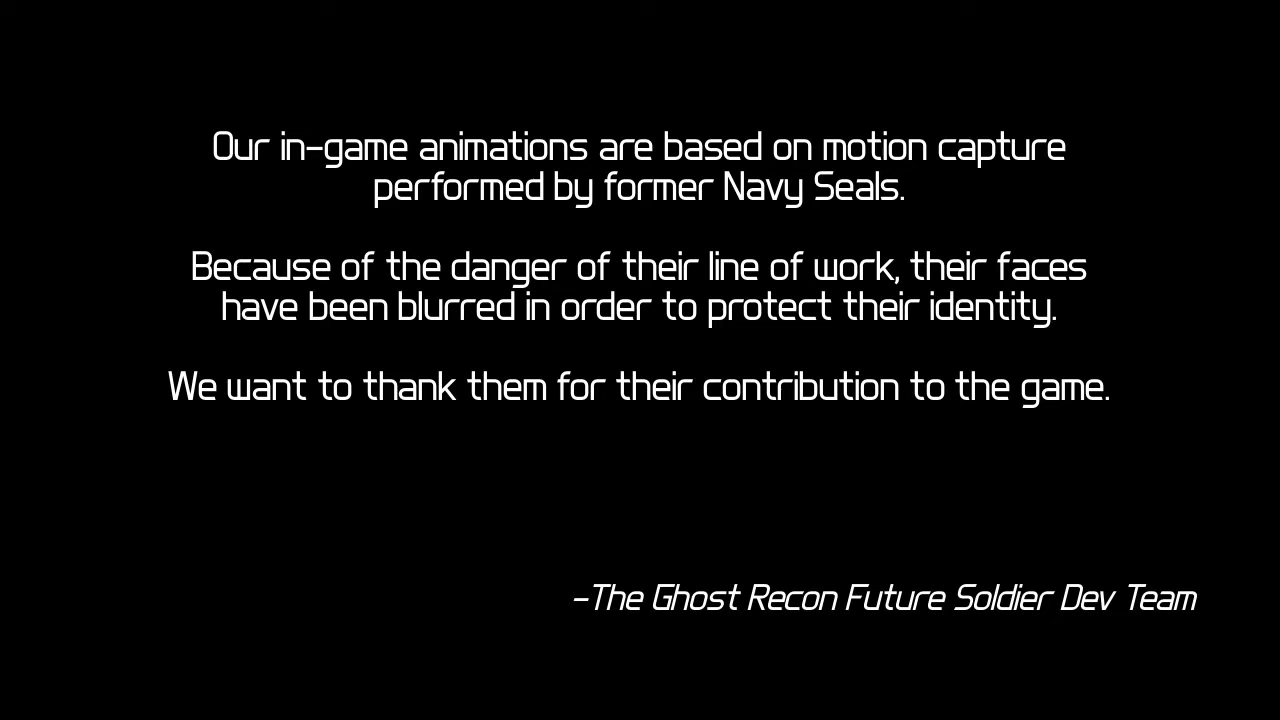 Our in-game animations are based on motion capture
performed by former Navy Seals.
Because of the danger of their line of work, their faces
have been blurred in order to protect their identity.
We want to thank them for their contribution to the game.
-The Ghost Recon Future Soldier Dev Team